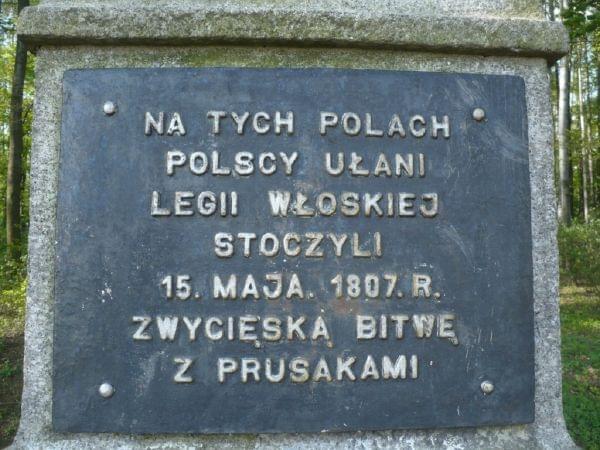 NA TYCH POLACH
POLSCY UŁANI
LEGII WŁOSKIEJ
STOCZYLI
15. MAJA. 1807. R.
ZWYCIĘSKĄ BITWĘ
Z PRUSAKAMI